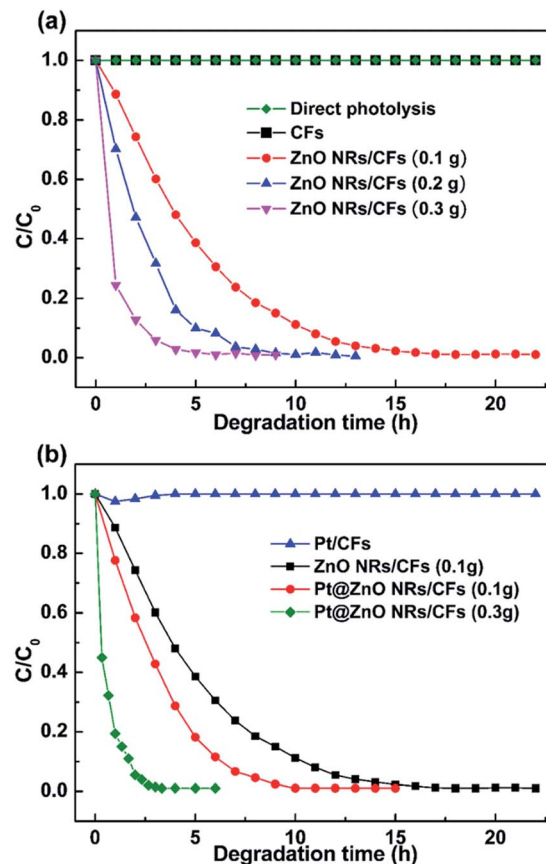 (a)
1.0
0.8
0.6
0.4
0.2
0.0
C/C₀
Direct photolysis
CFs
ZnO NRs/CFs (0.1 g)
ZnO NRs/CFs (0.2 g)
ZnO NRs/CFs (0.3 g)
0 5 10 15 20
Degradation time (h)
(b)
1.0
0.8
0.6
0.4
0.2
0.0
C/C₀
Pt/CFs
ZnO NRs/CFs (0.1g)
Pt@ZnO NRs/CFs (0.1g)
Pt@ZnO NRs/CFs (0.3g)
0 5 10 15 20
Degradation time (h)